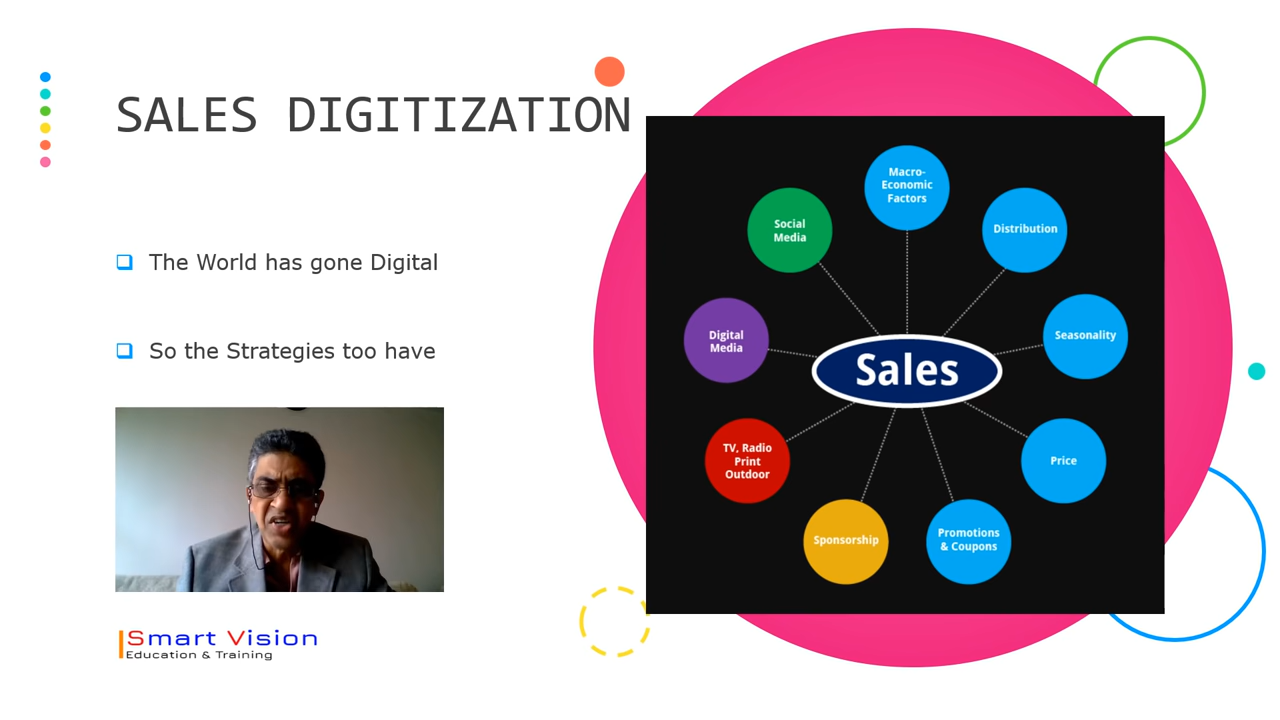 SALES DIGITIZATION
The World has gone Digital
So the Strategies too have
Smart Vision
Education & Training
Macro-
Economic
Factors
Social
Media
Distribution
Digital
Media
Seasonality
Sales
TV, Radio
Print
Outdoor
Price
Sponsorship
Promotions
& Coupons